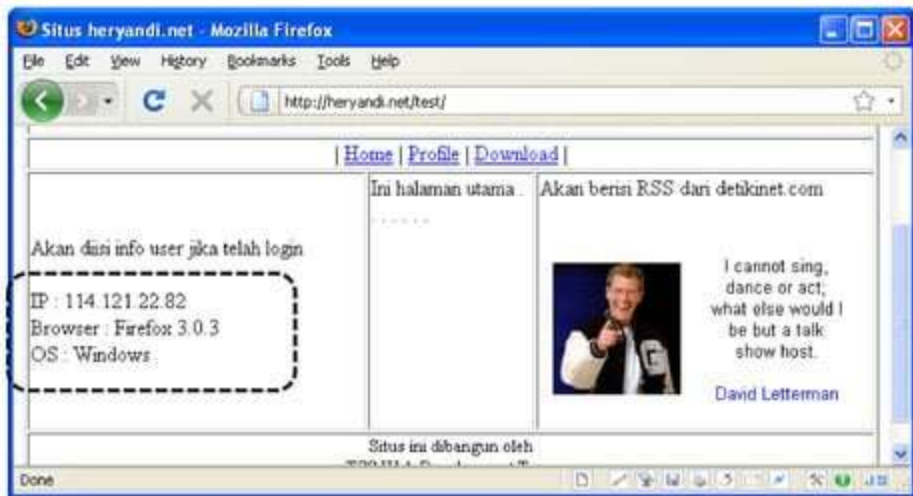 Situs heryandi.net - Mozilla Firefox
File Edit View History Bookmarks Tools Help
http://heryandi.net/test/
| Home | Profile | Download |
Akan diisi info user jika telah login
IP : 114.121.22.82
Browser : Firefox 3.0.3
OS : Windows
Ini halaman utama .
. . . . . .
Akan berisi RSS dari detikinet.com
I cannot sing,
dance or act;
what else would I
be but a talk
show host.
David Letterman
Situs ini dibangun oleh
Done